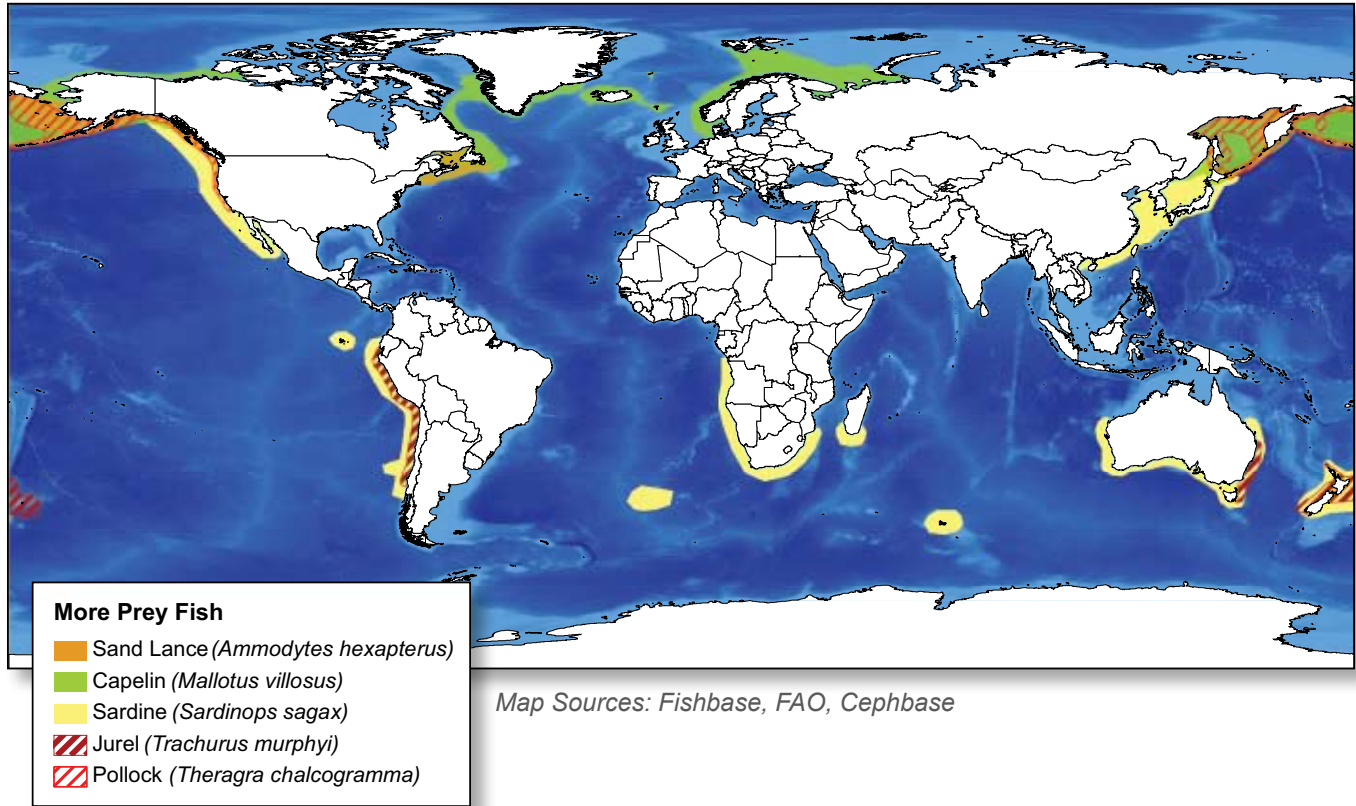 More Prey Fish
Sand Lance (Ammodytes hexapterus)
Capelin (Mallotus villosus)
Sardine (Sardinops sagax)
Jurel (Trachurus murphyi)
Pollock (Theragra chalcogramma)
Map Sources: Fishbase, FAO, Cephbase